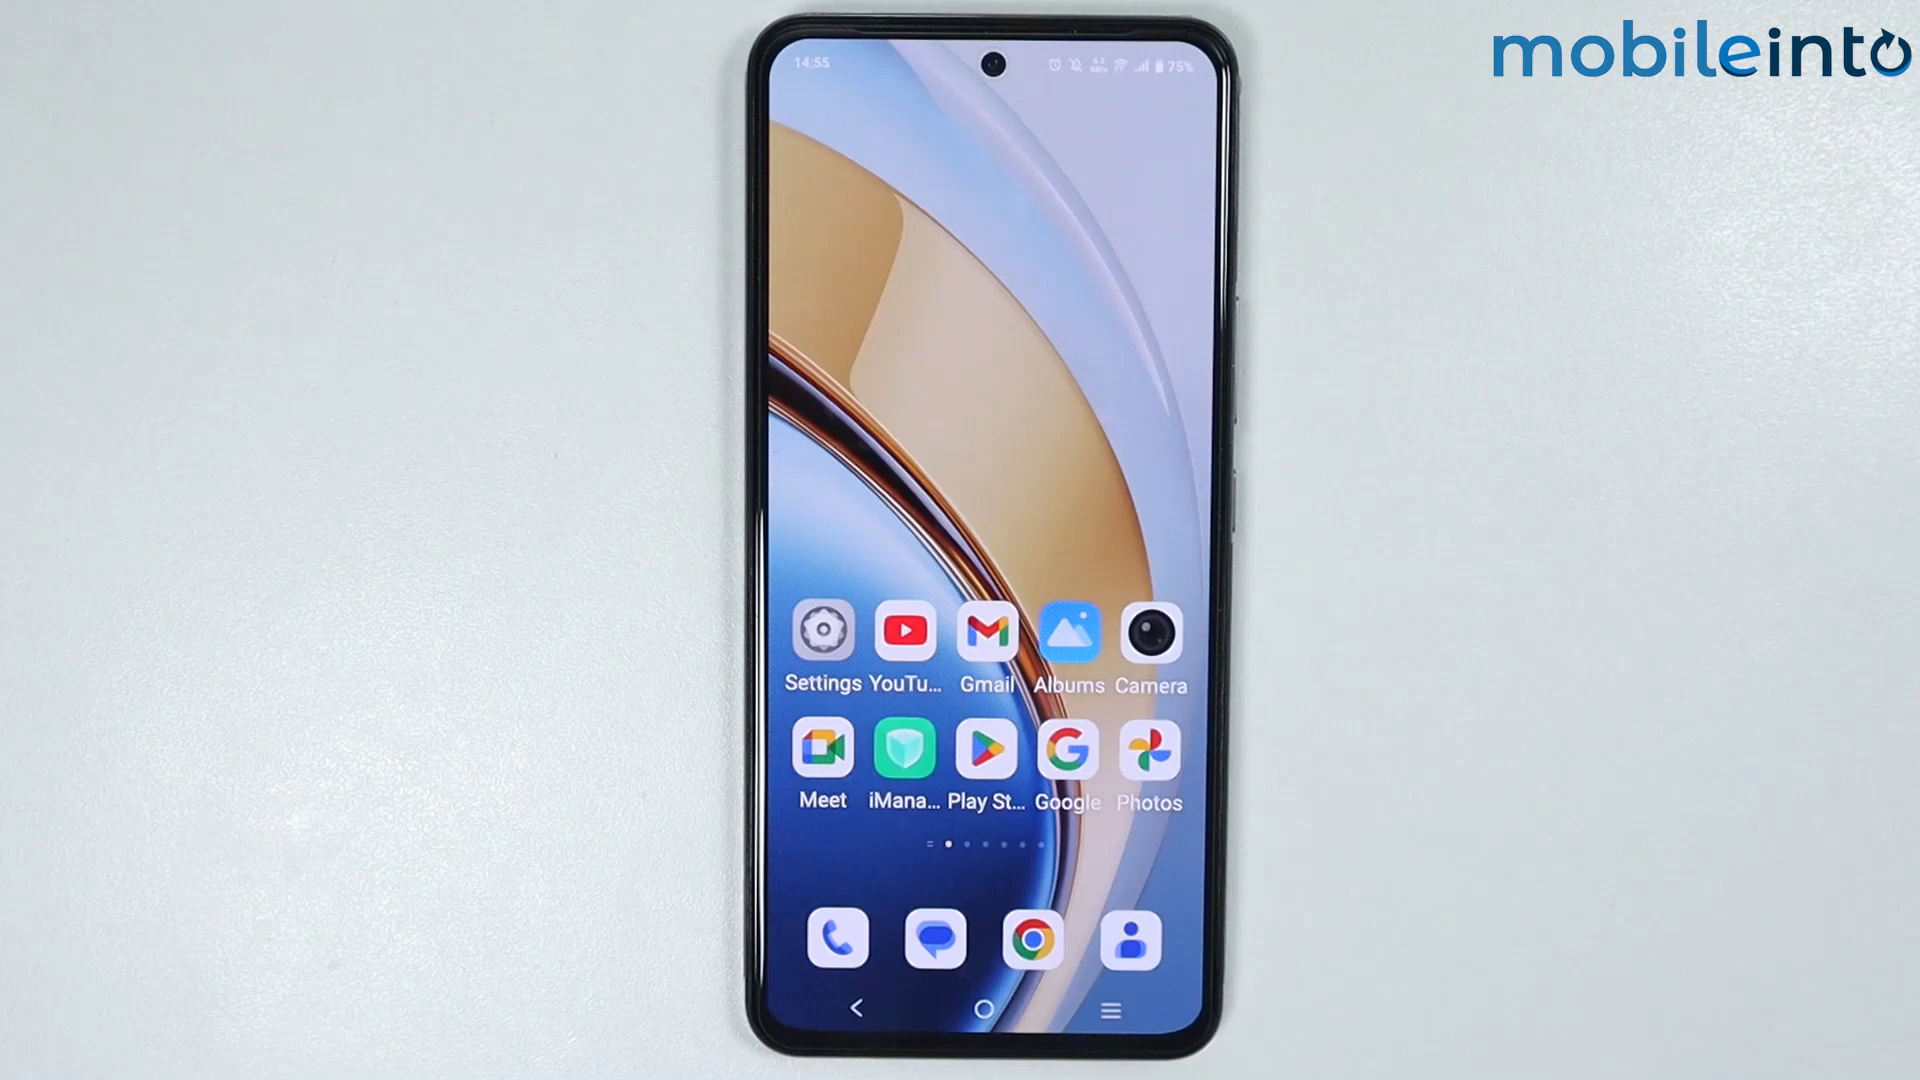 mobileinto
14:55
75%
Settings YouTu... Gmail Albums Camera
Meet iMana... Play St... Google Photos